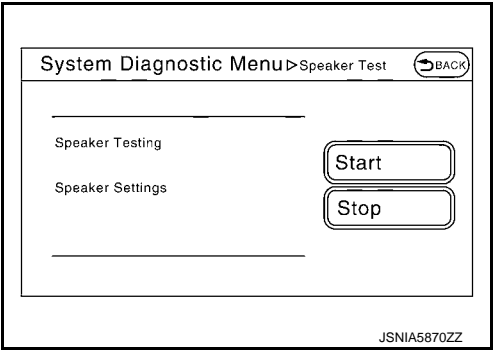 System Diagnostic Menu▷Speaker Test BACK
Speaker Testing
Start
Speaker Settings
Stop
JSNIA5870ZZ